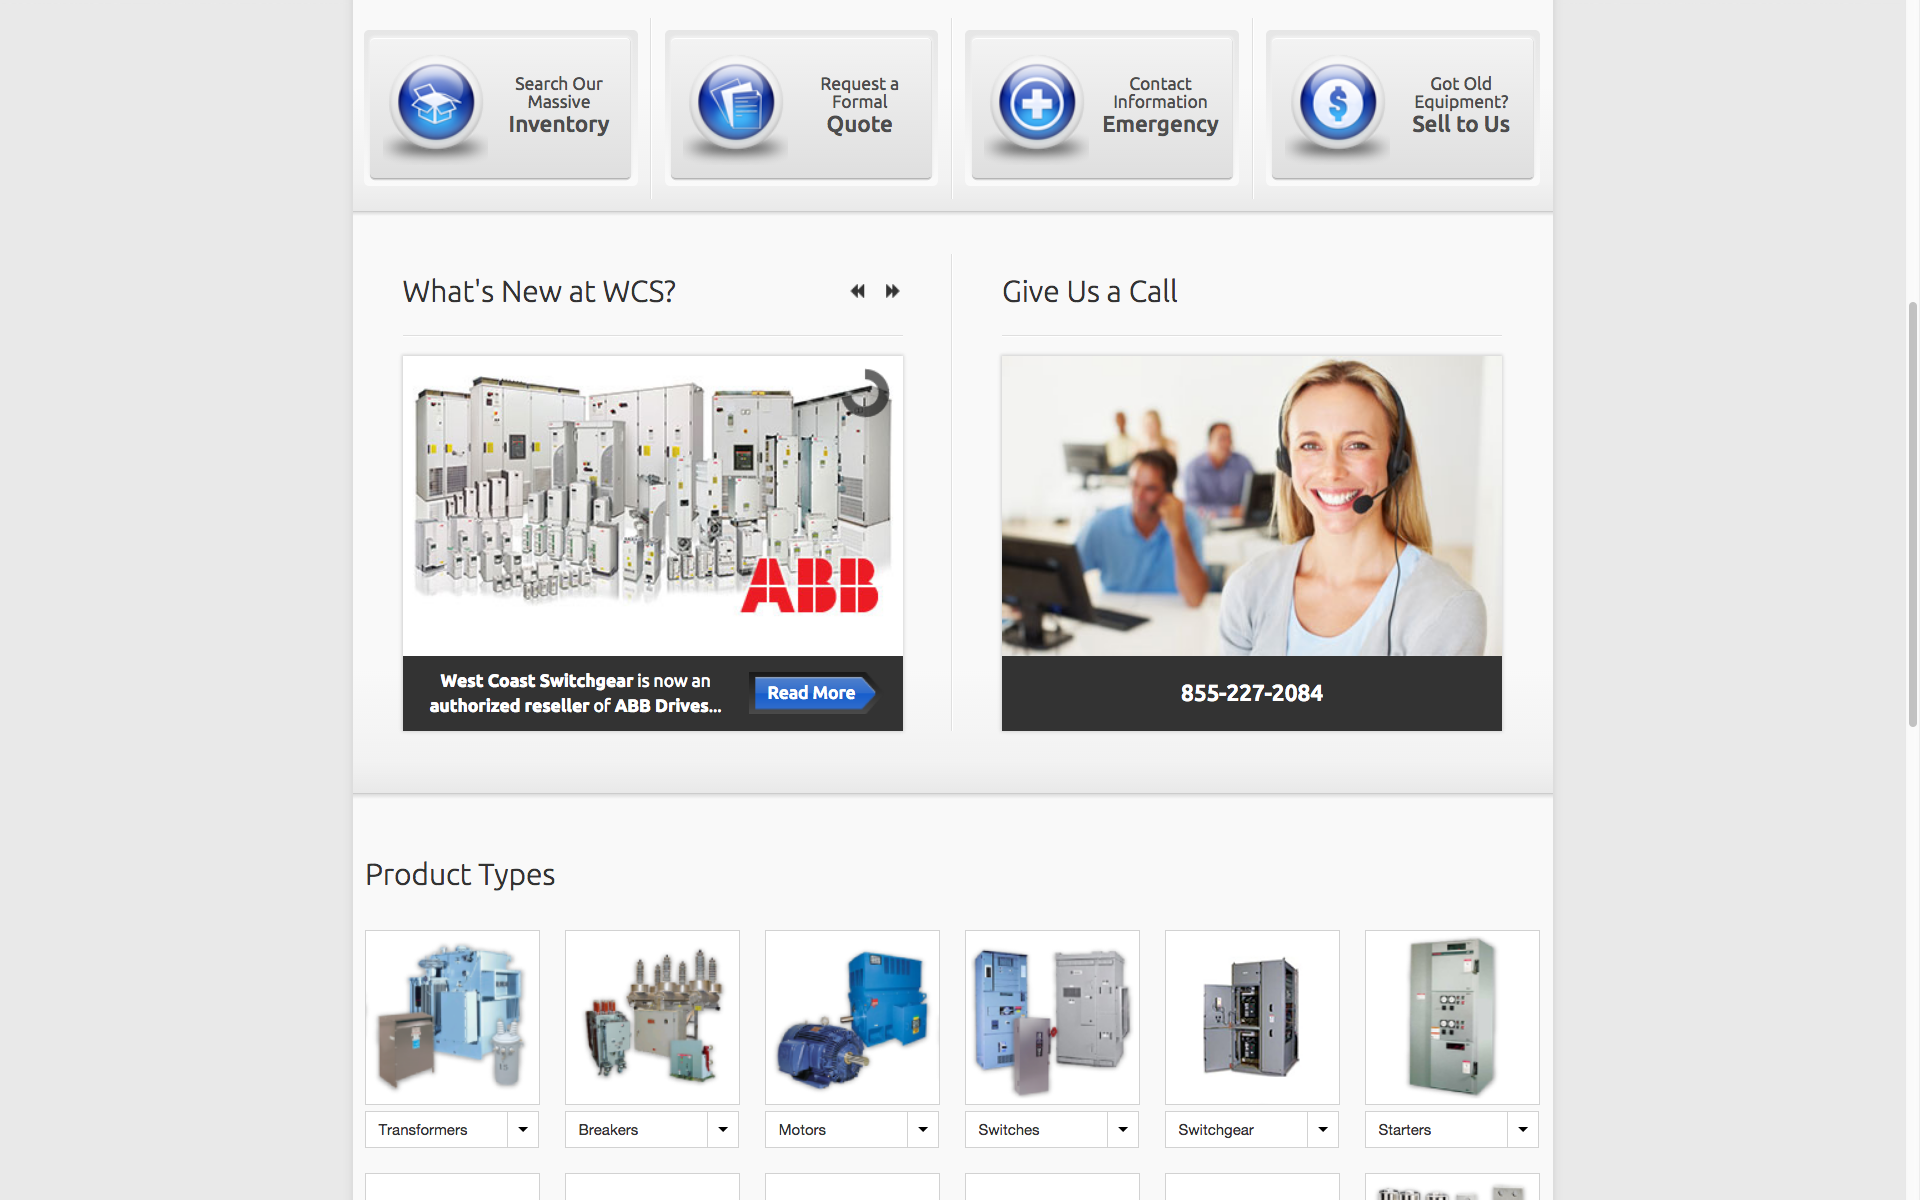 Search Our
Massive
Inventory
Request a
Formal
Quote
Contact
Information
Emergency
Got Old
Equipment?
Sell to Us
What's New at WCS?
Give Us a Call
ABB
West Coast Switchgear is now an
authorized reseller of ABB Drives...
Read More
855-227-2084
Product Types
Transformers
Breakers
Motors
Switches
Switchgear
Starters